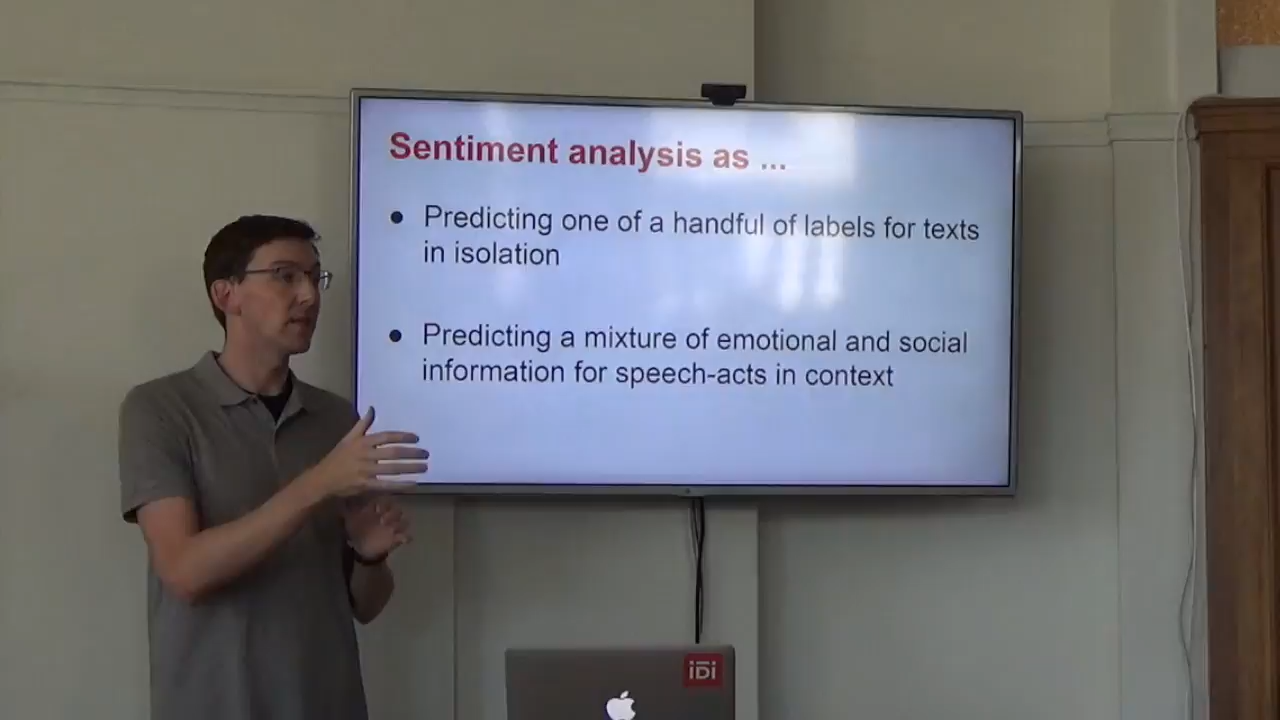 Sentiment analysis as ...
● Predicting one of a handful of labels for texts
in isolation
● Predicting a mixture of emotional and social
information for speech-acts in context
iDi